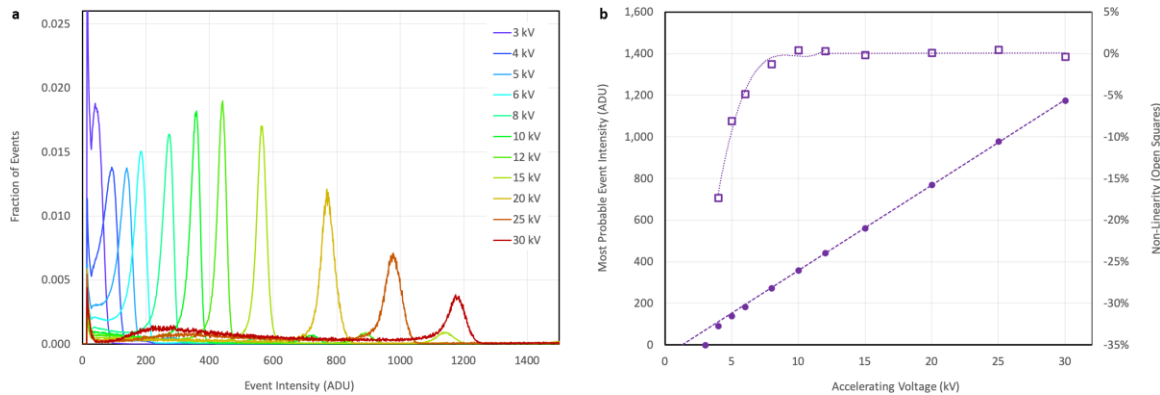 a
0.025
0.020
0.015
0.010
0.005
0.000
Fraction of Events
0
200
400
600
800
1000
1200
1400
Event Intensity (ADU)
3 kV
4 kV
5 kV
6 kV
8 kV
10 kV
12 kV
15 kV
20 kV
25 kV
30 kV
b
1,600
1,400
1,200
1,000
800
600
400
200
0
Most Probable Event Intensity (ADU)
0
5
10
15
20
25
30
Accelerating Voltage (kV)
5%
0%
-5%
-10%
-15%
-20%
-25%
-30%
-35%
Non-Linearity (Open Squares)